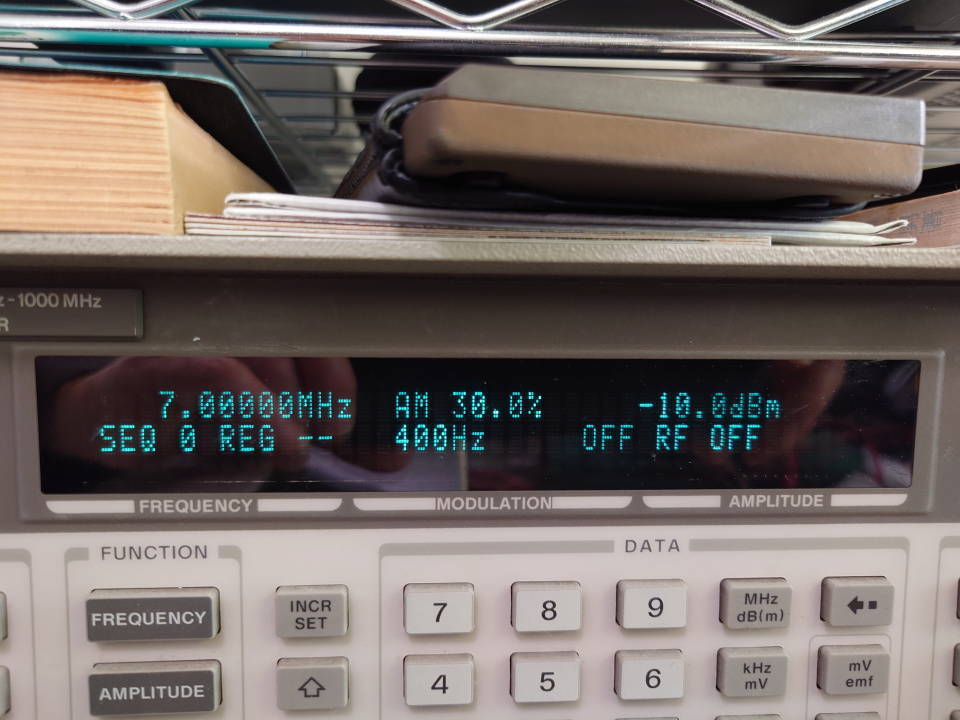 z-1000 MHz
R
7.00000MHz AM 30.0% -10.0dBm
SEQ 0 REG -- 400Hz OFF RF OFF
FREQUENCY MODULATION AMPLITUDE
FUNCTION DATA
FREQUENCY INCR SET 7 8 9 MHz dB(m)
AMPLITUDE 4 5 6 kHz mV mV emf